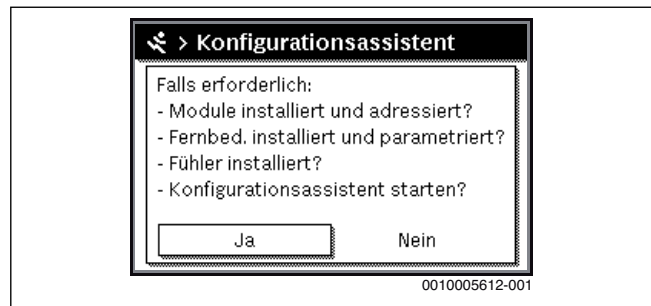 > Konfigurationsassistent
Falls erforderlich:
- Module installiert und adressiert?
- Fernbed. installiert und parametriert?
- Fühler installiert?
- Konfigurationsassistent starten?
Ja Nein
0010005612-001